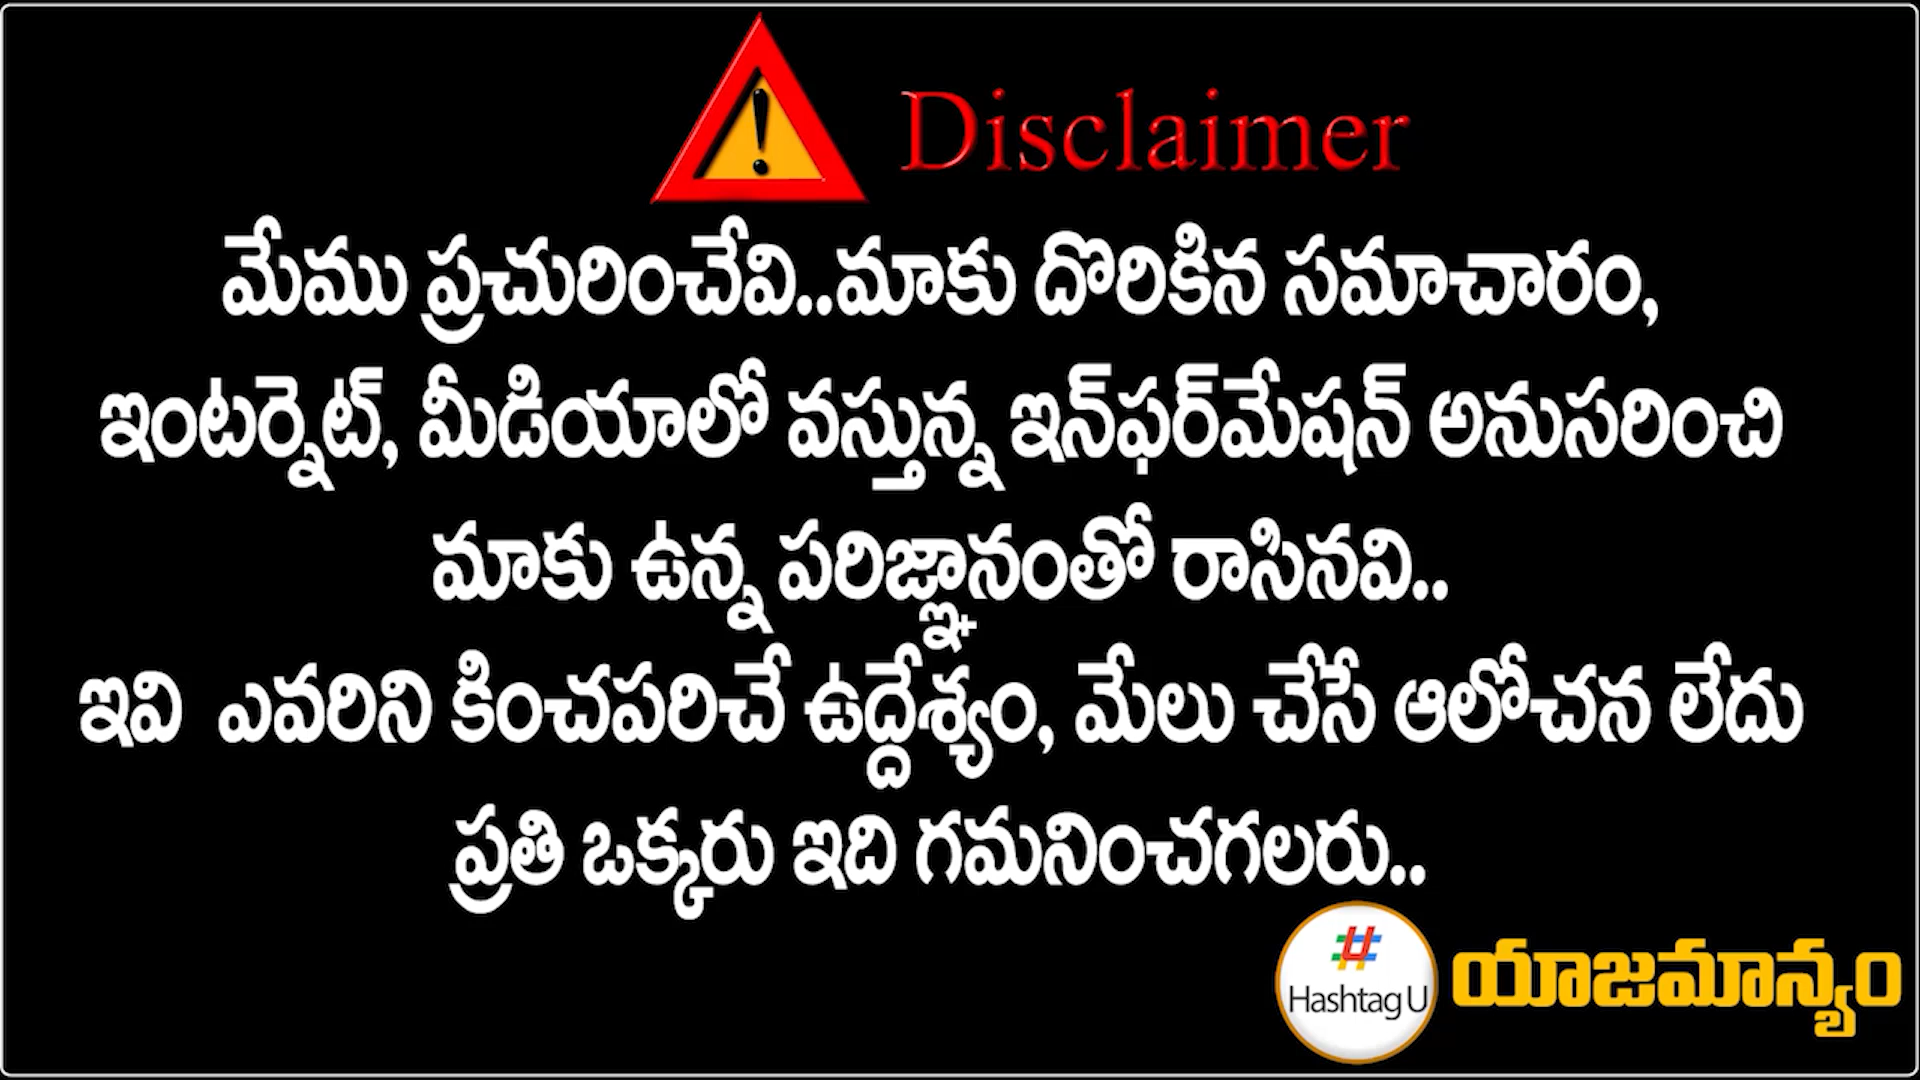 Disclaimer
మేము ప్రచురించేవి..మాకు దొరికిన సమాచారం,
ఇంటర్నెట్, మీడియాలో వస్తున్న ఇన్‌ఫర్‌మేషన్ అనుసరించి
మాకు ఉన్న పరిజ్ఞానంతో రాసినవి..
ఇవి ఎవరిని కించపరిచే ఉద్దేశ్యం, మేలు చేసే ఆలోచన లేదు
ప్రతి ఒక్కరు ఇది గమనించగలరు..
# Hashtag U యాజమాన్యం